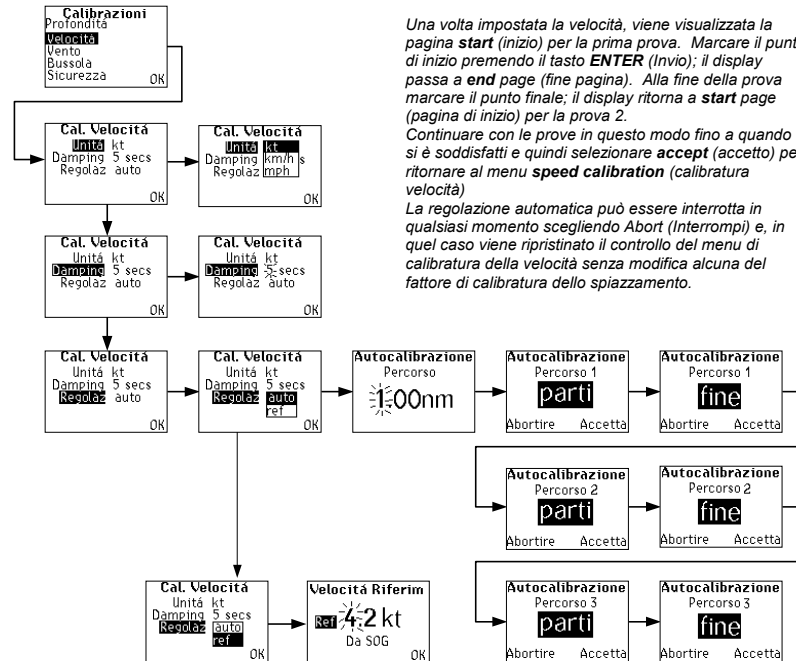 Calibrazioni
Profonditá
Velocitá
Vento
Bussola
Sicurezza
OK
Una volta impostata la velocità, viene visualizzata la
pagina start (inizio) per la prima prova. Marcare il punt
di inizio premendo il tasto ENTER (Invio); il display
passa a end page (fine pagina). Alla fine della prova
marcare il punto finale; il display ritorna a start page
(pagina di inizio) per la prova 2.
Continuare con le prove in questo modo fino a quando
si è soddisfatti e quindi selezionare accept (accetto) pe
ritornare al menu speed calibration (calibratura
velocità)
La regolazione automatica può essere interrotta in
qualsiasi momento scegliendo Abort (Interrompi) e, in
quel caso viene ripristinato il controllo del menu di
calibratura della velocità senza modifica alcuna del
fattore di calibratura dello spiazzamento.
Cal. Velocitá
Unitá kt
Damping 5 secs
Regolaz auto
OK
Cal. Velocitá
Unitá kt
Damping km/h s
Regolaz mph
OK
Cal. Velocitá
Unitá kt
Damping 5 secs
Regolaz auto
OK
Cal. Velocitá
Unitá kt
Damping 5 secs
Regolaz auto
OK
Cal. Velocitá
Unitá kt
Damping 5 secs
Regolaz auto
OK
Cal. Velocitá
Unitá kt
Damping 5 secs
Regolaz auto
ref
OK
Autocalibrazione
Percorso
1.00nm
Autocalibrazione
Percorso 1
parti
Abortire Accetta
Autocalibrazione
Percorso 1
fine
Abortire Accetta
Autocalibrazione
Percorso 2
parti
Abortire Accetta
Autocalibrazione
Percorso 2
fine
Abortire Accetta
Cal. Velocitá
Unitá kt
Damping 5 secs
Regolaz auto
ref
OK
Velocitá Riferim
Ref 4.2 kt
Da SOG
OK
Autocalibrazione
Percorso 3
parti
Abortire Accetta
Autocalibrazione
Percorso 3
fine
Abortire Accetta